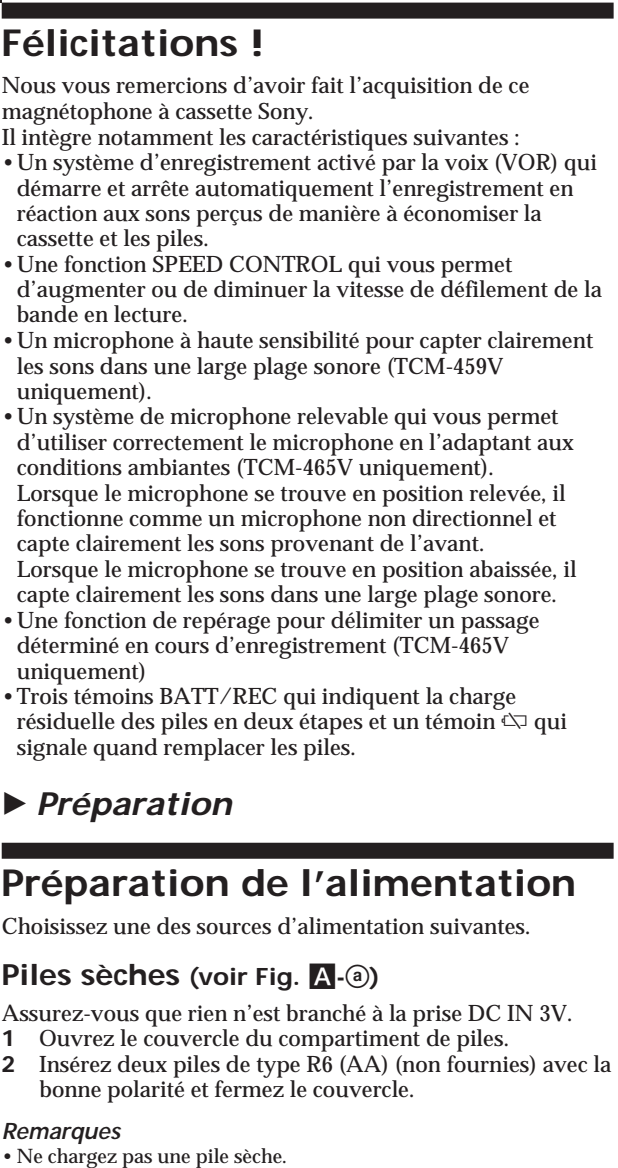 Félicitations !
Nous vous remercions d'avoir fait l'acquisition de ce
magnétophone à cassette Sony.
Il intègre notamment les caractéristiques suivantes :
•Un système d'enregistrement activé par la voix (VOR) qui
démarre et arrête automatiquement l'enregistrement en
réaction aux sons perçus de manière à économiser la
cassette et les piles.
•Une fonction SPEED CONTROL qui vous permet
d'augmenter ou de diminuer la vitesse de défilement de la
bande en lecture.
•Un microphone à haute sensibilité pour capter clairement
les sons dans une large plage sonore (TCM-459V
uniquement).
•Un système de microphone relevable qui vous permet
d'utiliser correctement le microphone en l'adaptant aux
conditions ambiantes (TCM-465V uniquement).
Lorsque le microphone se trouve en position relevée, il
fonctionne comme un microphone non directionnel et
capte clairement les sons provenant de l'avant.
Lorsque le microphone se trouve en position abaissée, il
capte clairement les sons dans une large plage sonore.
•Une fonction de repérage pour délimiter un passage
déterminé en cours d'enregistrement (TCM-465V
uniquement)
•Trois témoins BATT/REC qui indiquent la charge
résiduelle des piles en deux étapes et un témoin qui
signale quand remplacer les piles.
► Préparation
Préparation de l'alimentation
Choisissez une des sources d'alimentation suivantes.
Piles sèches (voir Fig. A-ⓐ)
Assurez-vous que rien n'est branché à la prise DC IN 3V.
1 Ouvrez le couvercle du compartiment de piles.
2 Insérez deux piles de type R6 (AA) (non fournies) avec la
bonne polarité et fermez le couvercle.
Remarques
• Ne chargez pas une pile sèche.